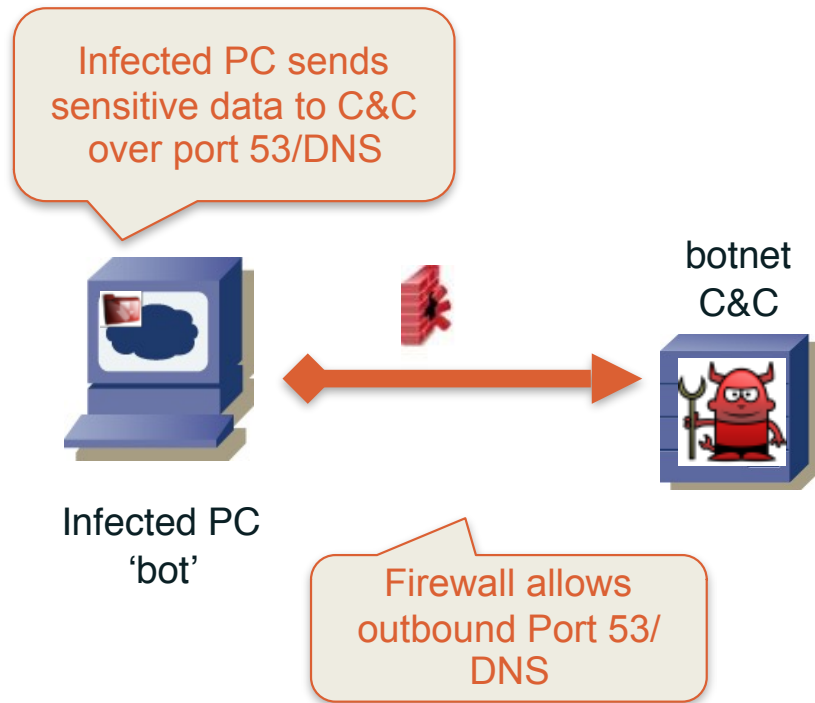 Infected PC sends
sensitive data to C&C
over port 53/DNS
botnet
C&C
Infected PC
‘bot’
Firewall allows
outbound Port 53/
DNS